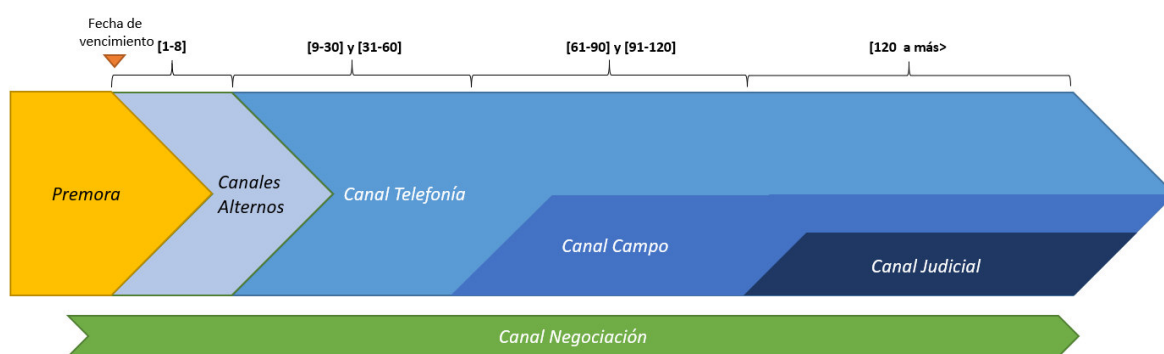 Fecha de
vencimiento
[1-8]
[9-30] y [31-60]
[61-90] y [91-120]
[120 a más>
Premora
Canales
Alternos
Canal Telefonía
Canal Campo
Canal Judicial
Canal Negociación